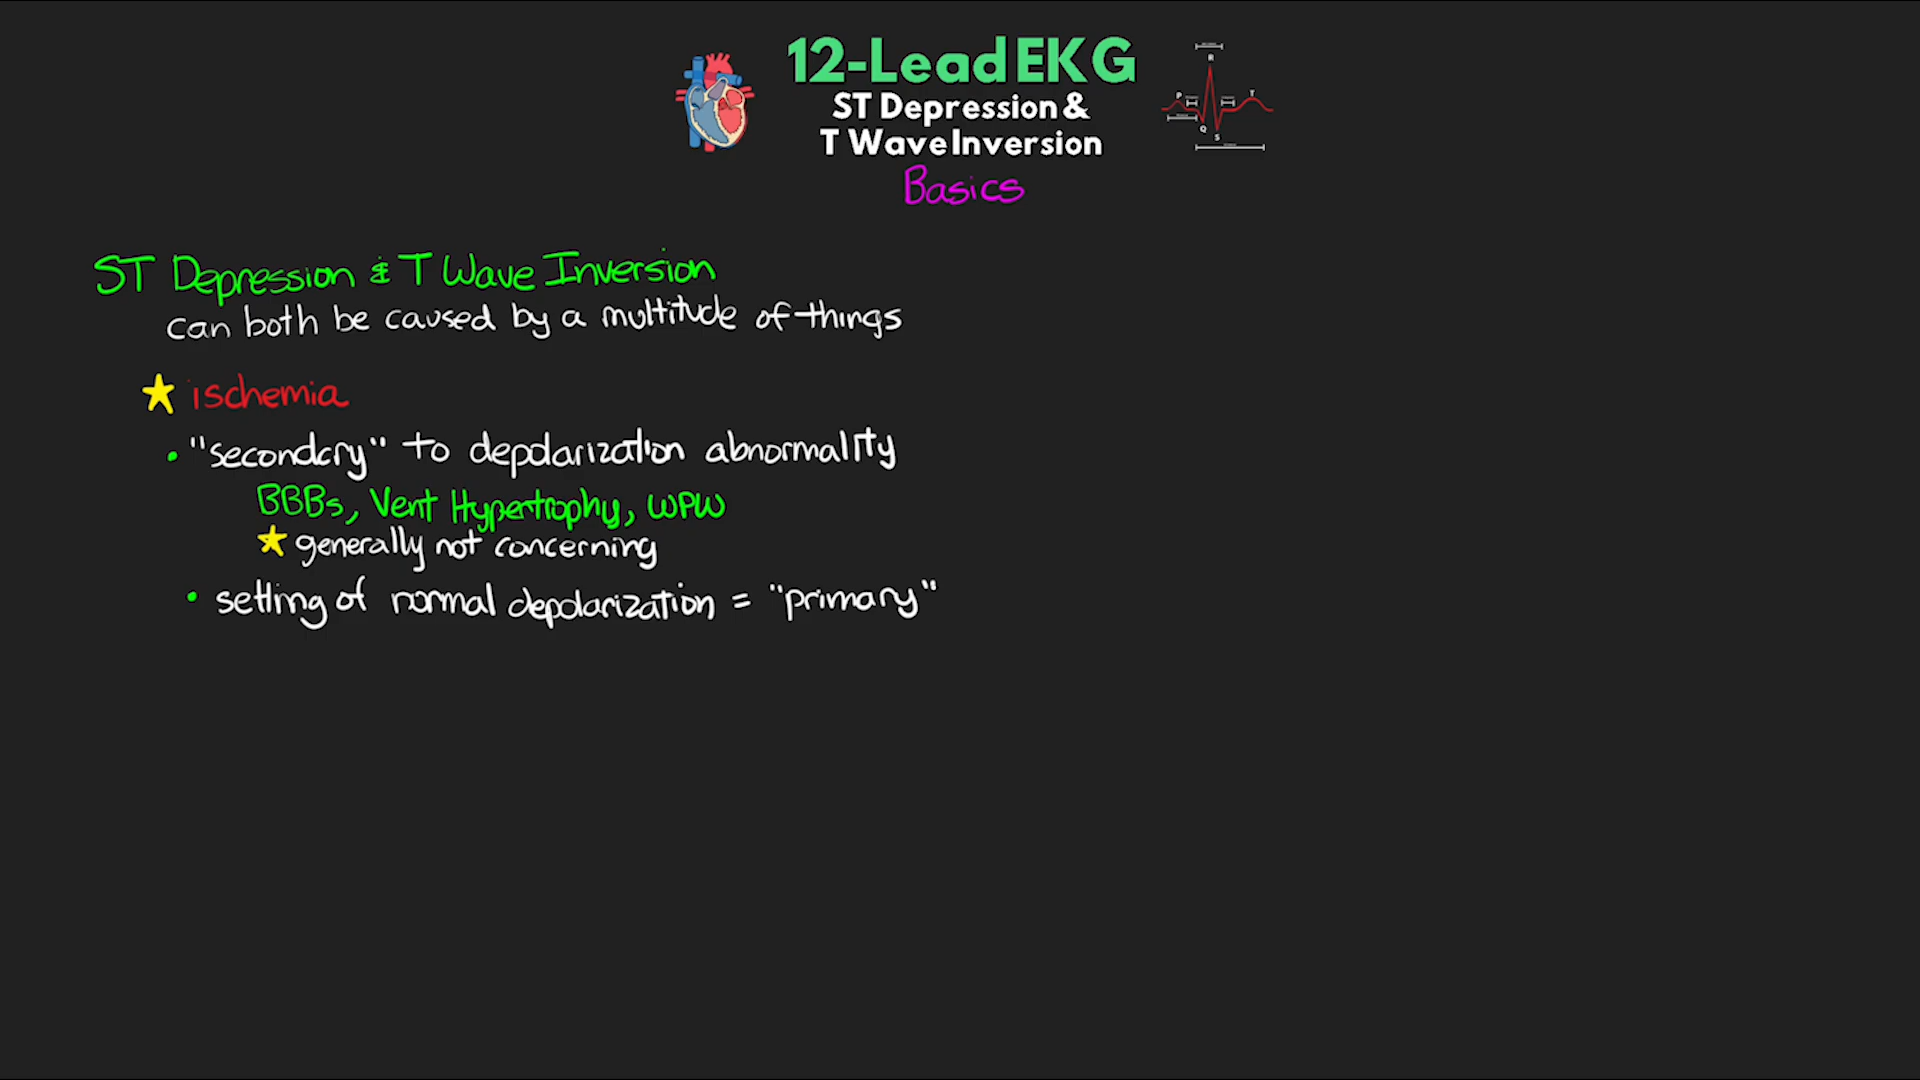 12-Lead EKG
ST Depression &
T Wave Inversion
Basics
R
P
T
Q
S
ST Depression & T Wave Inversion
can both be caused by a multitude of things
★ ischemia
• "secondary" to depolarization abnormality
BBBs, Vent Hypertrophy, WPW
★ generally not concerning
• setting of normal depolarization = "primary"